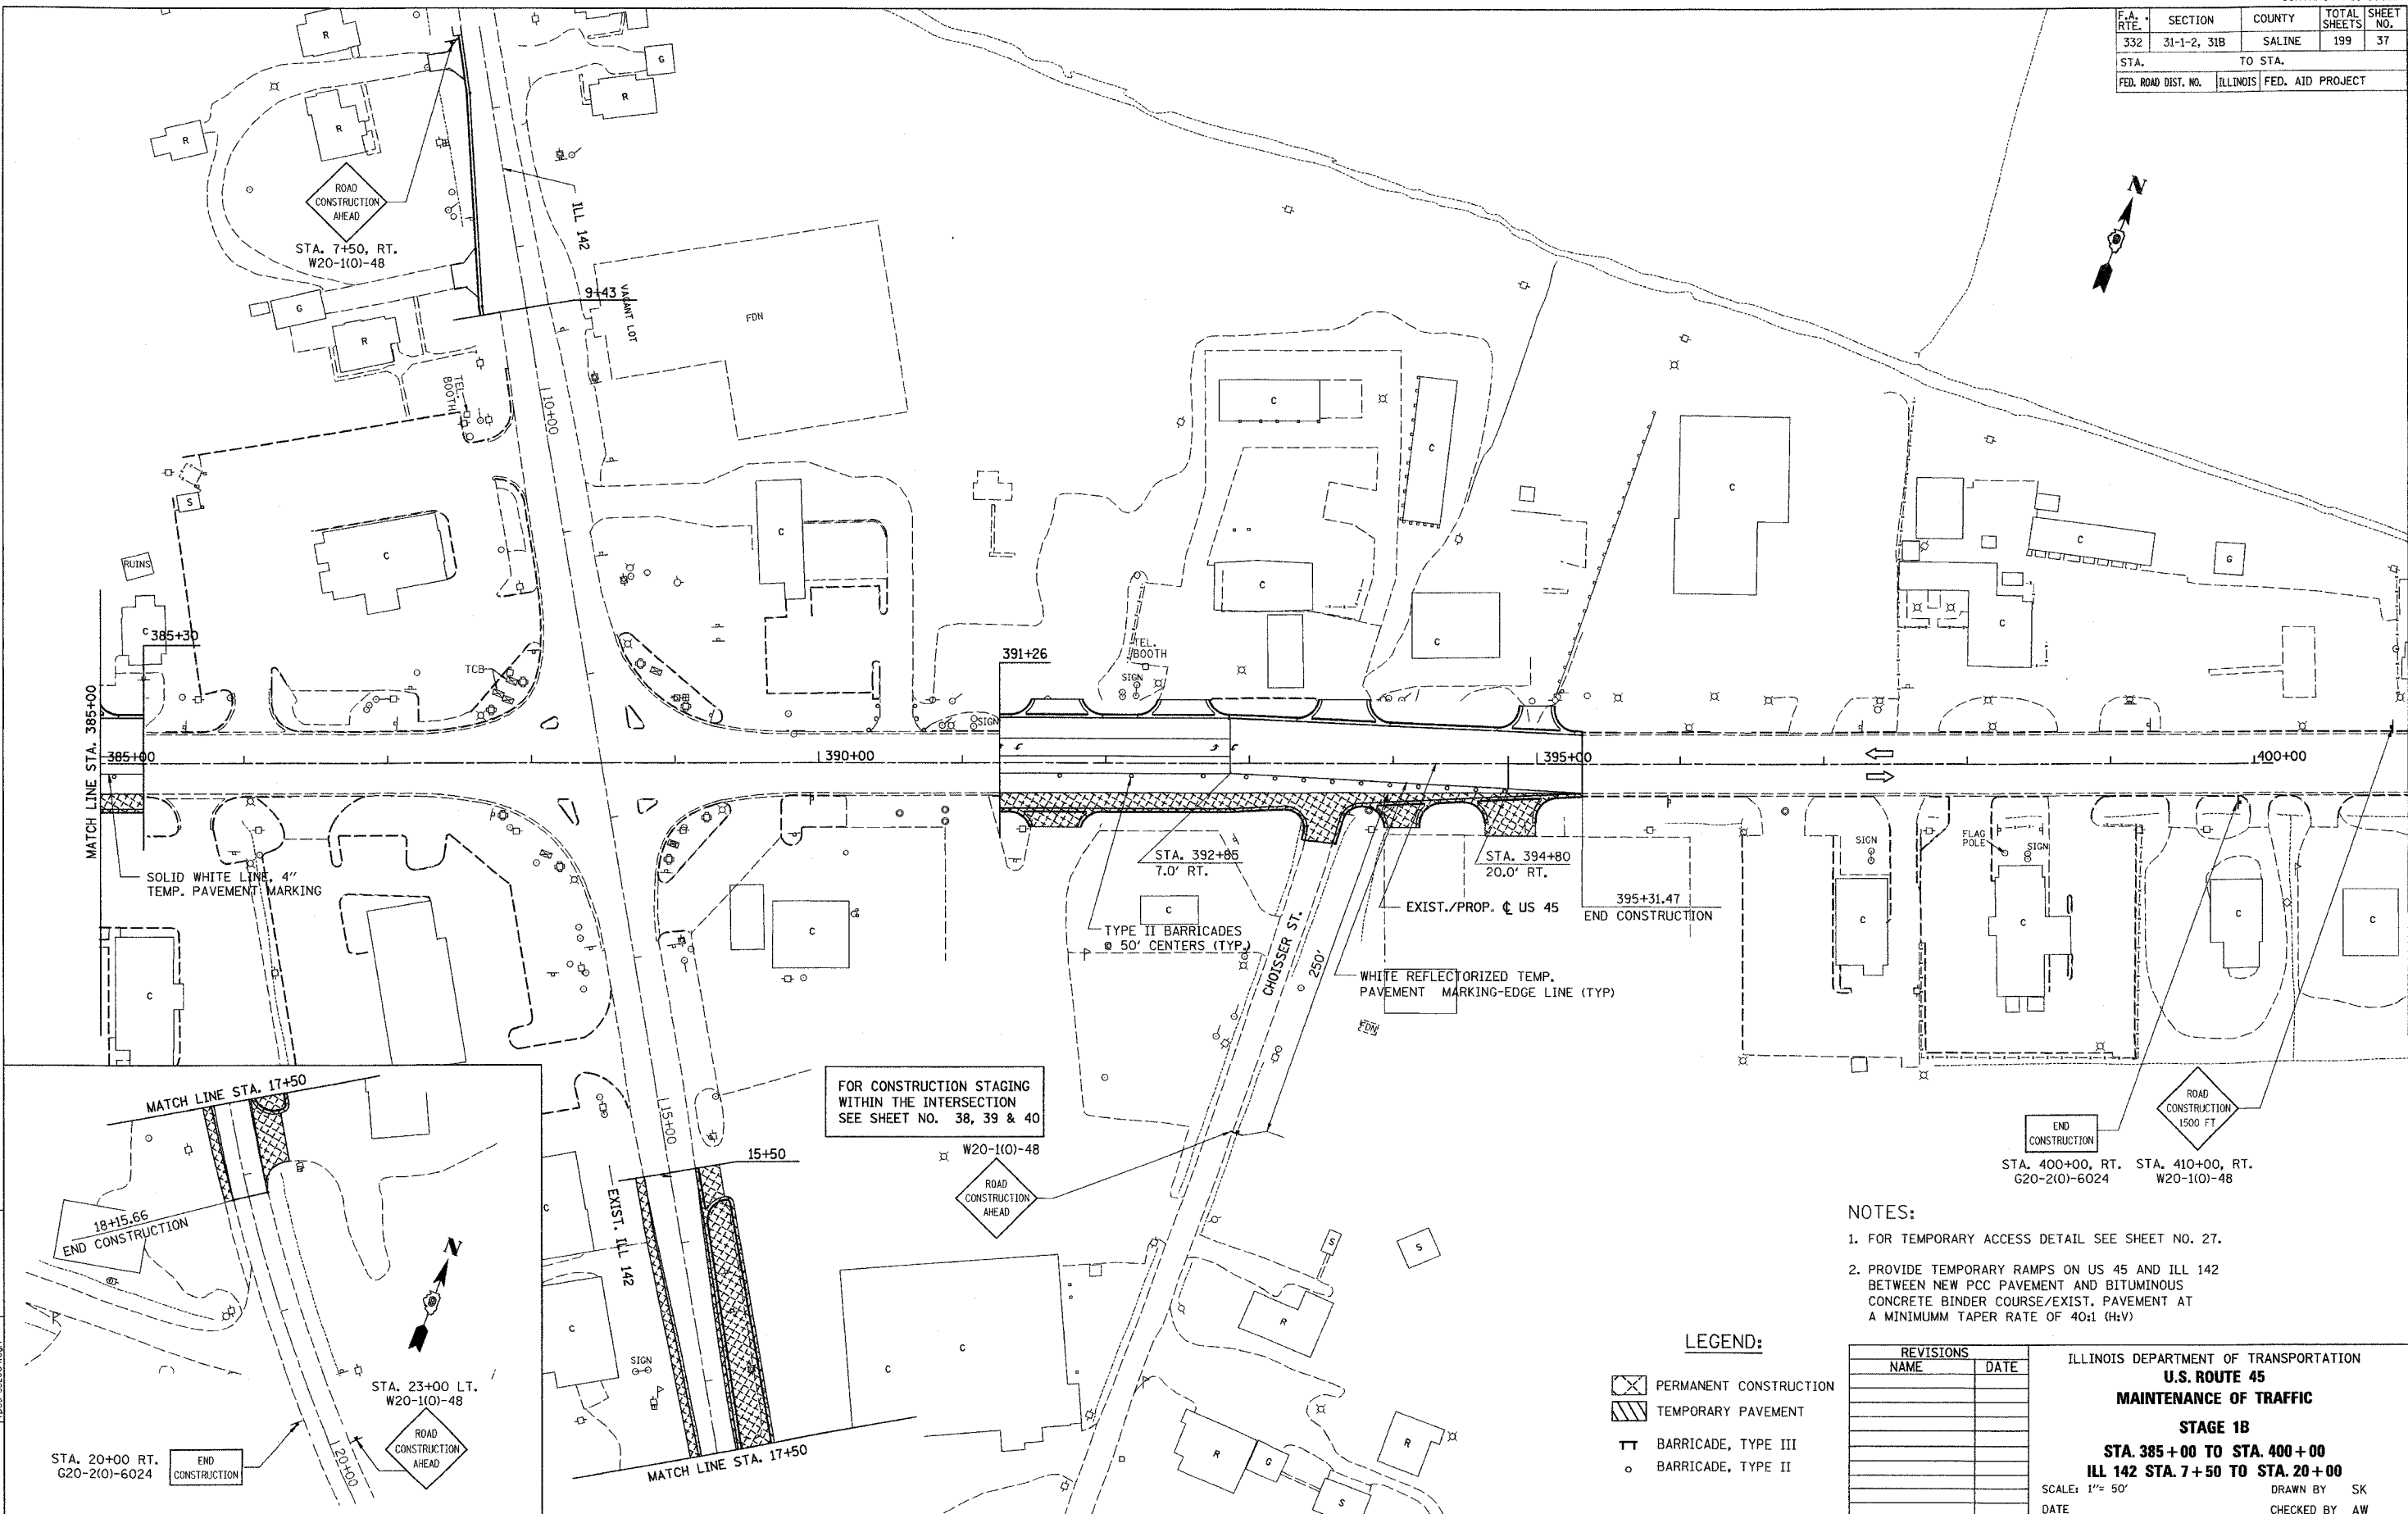 F.A. RTE. SECTION COUNTY TOTAL SHEETS SHEET NO.
332 31-1-2, 31B SALINE 199 37
STA. TO STA.
FED. ROAD DIST. NO. ILLINOIS FED. AID PROJECT
N
R
G
R
R
R
ROAD
CONSTRUCTION
AHEAD
STA. 7+50, RT.
W20-1(O)-48
ILL 142
G
R
9+43
VACANT LOT
FDN
TEL.
BOOTH
10+00
S
C
RUINS
C
385+30
TCB
C
SIGN
391+26
C
C
C
TEL.
BOOTH
SIGN
C
C
C
G
C
MATCH LINE STA. 385+00
385+00
390+00
395+00
400+00
SOLID WHITE LINE, 4"
TEMP. PAVEMENT MARKING
STA. 392+85
7.0' RT.
STA. 394+80
20.0' RT.
TYPE II BARRICADES
@ 50' CENTERS (TYP.)
EXIST./PROP. ℄ US 45
395+31.47
END CONSTRUCTION
CHOISSER ST.
250'
WHITE REFLECTORIZED TEMP.
PAVEMENT MARKING-EDGE LINE (TYP)
FDN
SIGN
C
FLAG
POLE
SIGN
C
C
C
C
C
C
FOR CONSTRUCTION STAGING
WITHIN THE INTERSECTION
SEE SHEET NO. 38, 39 & 40
W20-1(O)-48
ROAD
CONSTRUCTION
AHEAD
END
CONSTRUCTION
STA. 400+00, RT.
G20-2(O)-6024
ROAD
CONSTRUCTION
1500 FT
STA. 410+00, RT.
W20-1(O)-48
15+00
15+50
EXIST. ILL 142
C
C
SIGN
MATCH LINE STA. 17+50
C
C
S
S
R
R
G
S
R
MATCH LINE STA. 17+50
18+15.66
END CONSTRUCTION
N
STA. 23+00 LT.
W20-1(O)-48
ROAD
CONSTRUCTION
AHEAD
STA. 20+00 RT.
G20-2(O)-6024
END
CONSTRUCTION
20+00
NOTES:
1. FOR TEMPORARY ACCESS DETAIL SEE SHEET NO. 27.
2. PROVIDE TEMPORARY RAMPS ON US 45 AND ILL 142
BETWEEN NEW PCC PAVEMENT AND BITUMINOUS
CONCRETE BINDER COURSE/EXIST. PAVEMENT AT
A MINIMUMM TAPER RATE OF 40:1 (H:V)
LEGEND:
PERMANENT CONSTRUCTION
TEMPORARY PAVEMENT
BARRICADE, TYPE III
BARRICADE, TYPE II
REVISIONS
NAME DATE
ILLINOIS DEPARTMENT OF TRANSPORTATION
U.S. ROUTE 45
MAINTENANCE OF TRAFFIC
STAGE 1B
STA. 385+00 TO STA. 400+00
ILL 142 STA. 7+50 TO STA. 20+00
SCALE: 1"= 50' DRAWN BY SK
DATE CHECKED BY AW